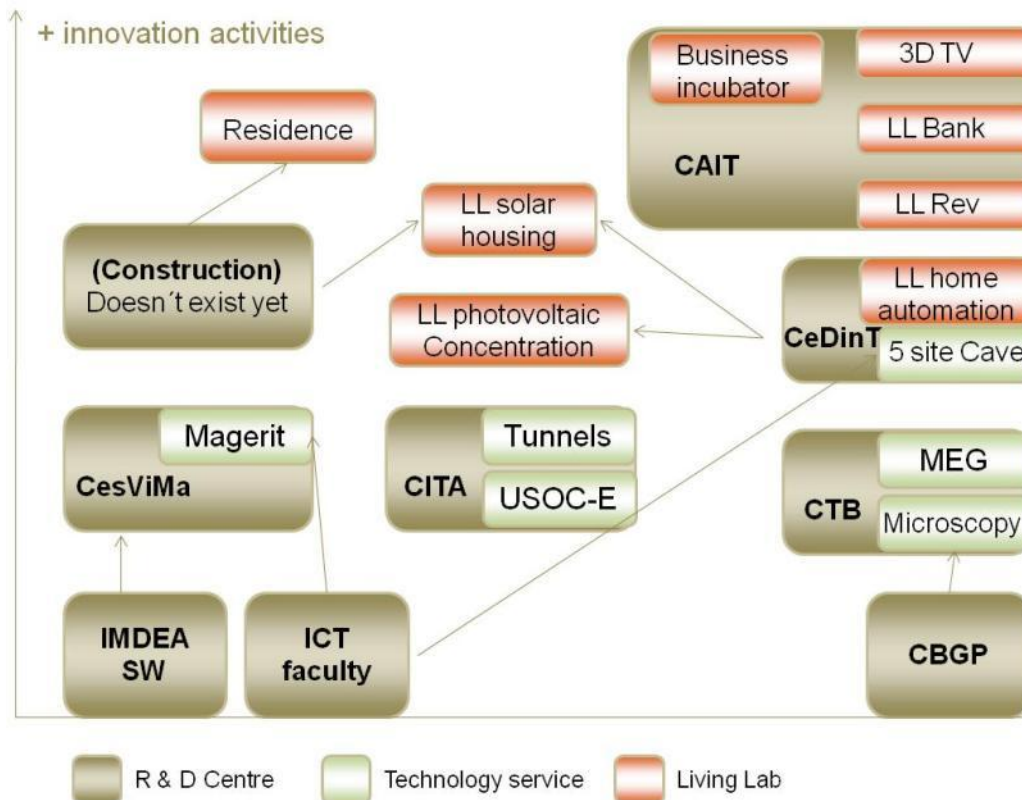 + innovation activities
Business
incubator
3D TV
Residence
LL Bank
CAIT
LL solar
housing
LL Rev
(Construction)
Doesn´t exist yet
LL home
automation
LL photovoltaic
Concentration
CeDinT
5 site Cave
Magerit
CesViMa
Tunnels
CITA
USOC-E
MEG
CTB
Microscopy
IMDEA
SW
ICT
faculty
CBGP
R & D Centre
Technology service
Living Lab